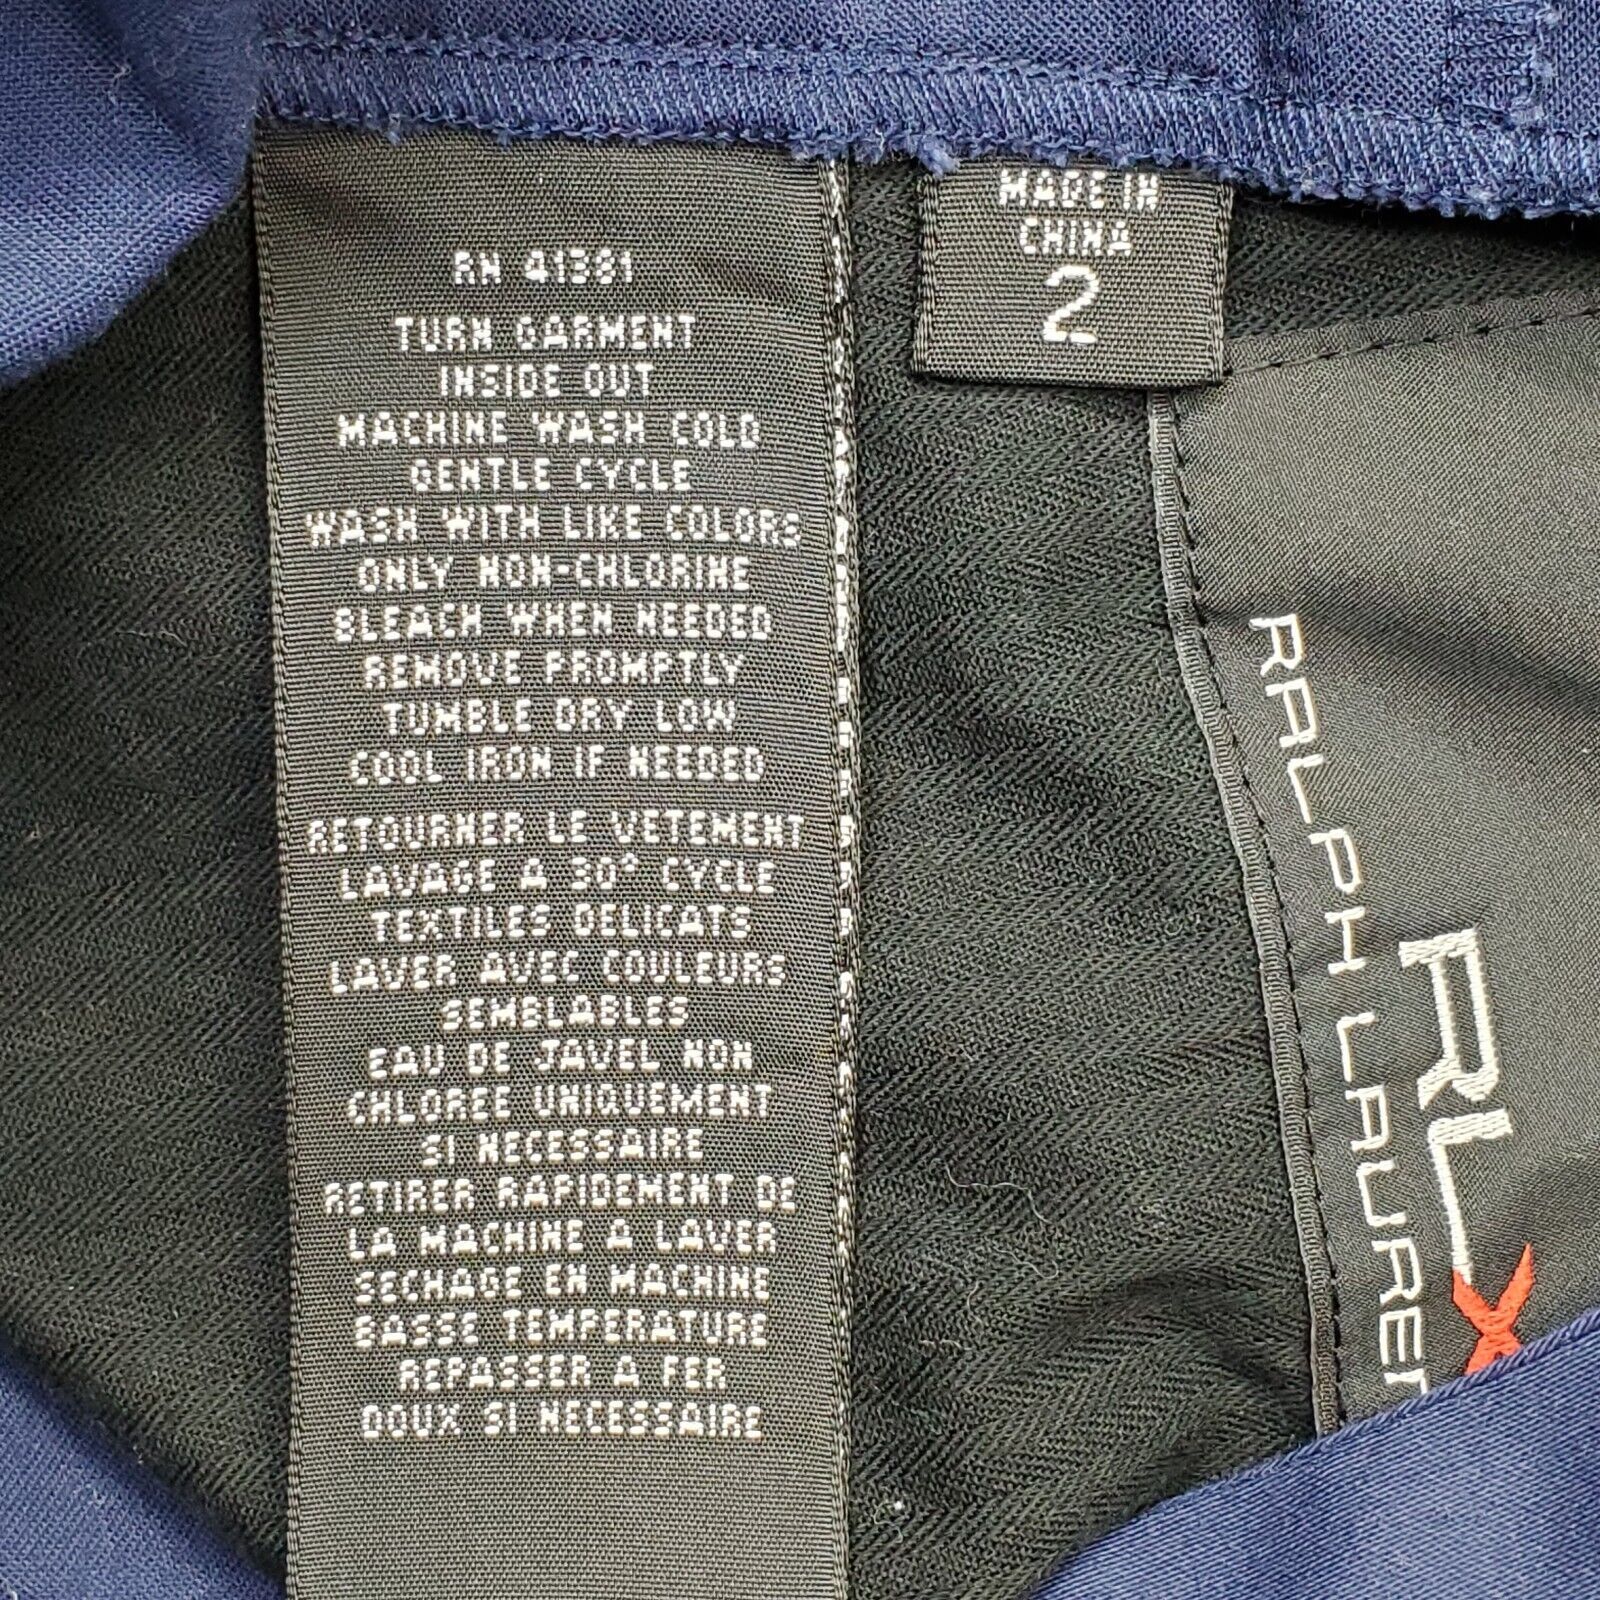 RN 41381
TURN GARMENT
INSIDE OUT
MACHINE WASH COLD
GENTLE CYCLE
WASH WITH LIKE COLORS
ONLY NON-CHLORINE
BLEACH WHEN NEEDED
REMOVE PROMPTLY
TUMBLE DRY LOW
COOL IRON IF NEEDED
RETOURNER LE VETEMENT
LAVAGE A 30° CYCLE
TEXTILES DELICATS
LAVER AVEC COULEURS
SEMBLABLES
EAU DE JAVEL NON
CHLOREE UNIQUEMENT
SI NECESSAIRE
RETIRER RAPIDEMENT DE
LA MACHINE A LAVER
SECHAGE EN MACHINE
BASSE TEMPERATURE
REPASSER A FER
DOUX SI NECESSAIRE
MADE IN
CHINA
2
RLX
RALPH LAUREN